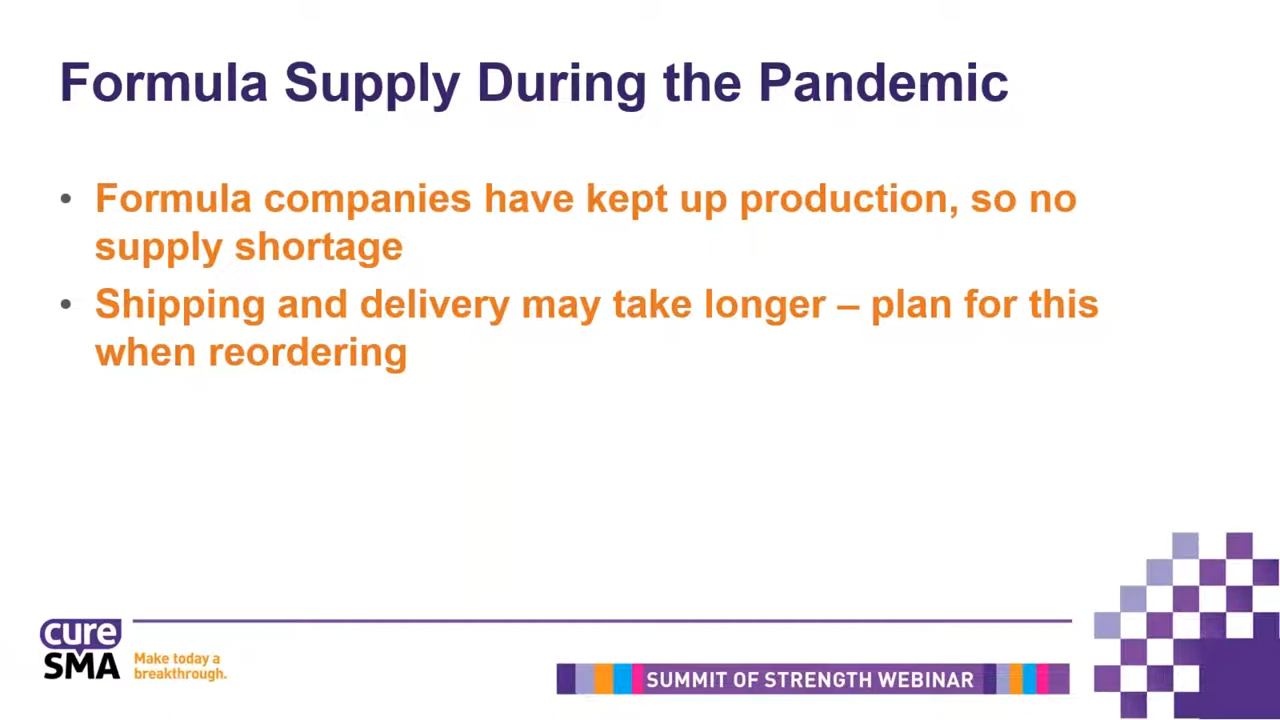 Formula Supply During the Pandemic
• Formula companies have kept up production, so no
supply shortage
• Shipping and delivery may take longer – plan for this
when reordering
cure
SMA
Make today a
breakthrough.
SUMMIT OF STRENGTH WEBINAR